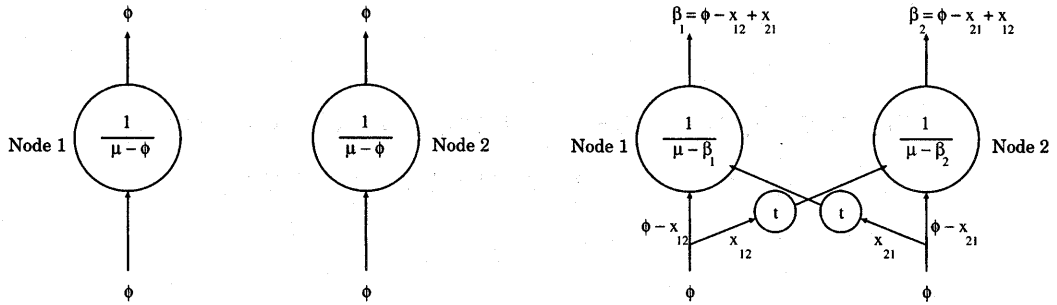 ϕ
ϕ
β₁ = ϕ − x₁₂ + x₂₁
β₂ = ϕ − x₂₁ + x₁₂
Node 1
1
μ − ϕ
1
μ − ϕ
Node 2
Node 1
1
μ − β₁
1
μ − β₂
Node 2
t
t
ϕ − x₁₂
x₁₂
x₂₁
ϕ − x₂₁
ϕ
ϕ
ϕ
ϕ